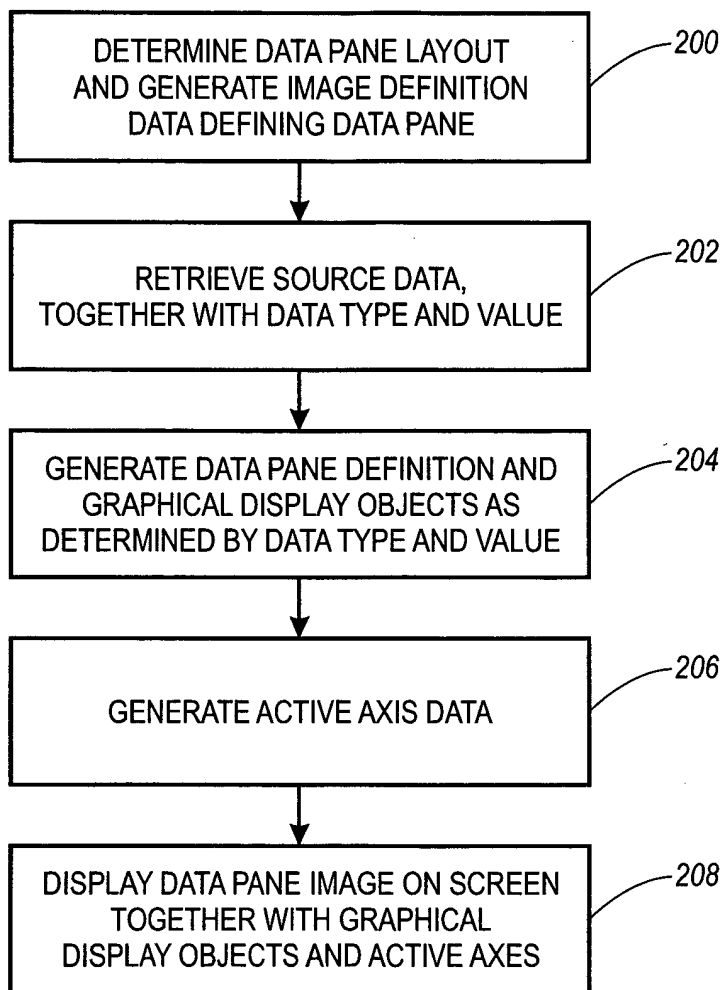 DETERMINE DATA PANE LAYOUT
AND GENERATE IMAGE DEFINITION
DATA DEFINING DATA PANE
200
RETRIEVE SOURCE DATA,
TOGETHER WITH DATA TYPE AND VALUE
202
GENERATE DATA PANE DEFINITION AND
GRAPHICAL DISPLAY OBJECTS AS
DETERMINED BY DATA TYPE AND VALUE
204
GENERATE ACTIVE AXIS DATA
206
DISPLAY DATA PANE IMAGE ON SCREEN
TOGETHER WITH GRAPHICAL
DISPLAY OBJECTS AND ACTIVE AXES
208